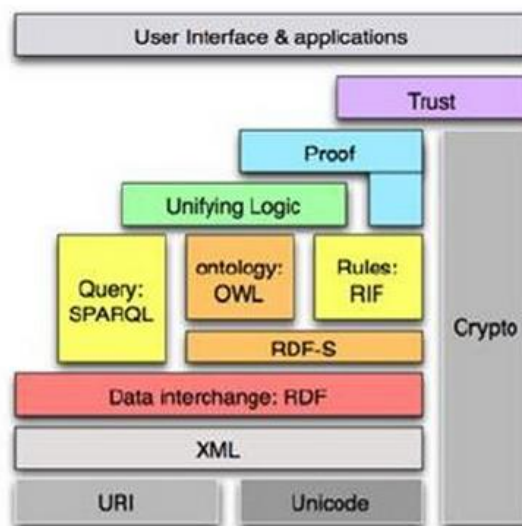 User Interface & applications
Trust
Proof
Unifying Logic
Query:
SPARQL
ontology:
OWL
Rules:
RIF
Crypto
RDF-S
Data interchange: RDF
XML
URI
Unicode